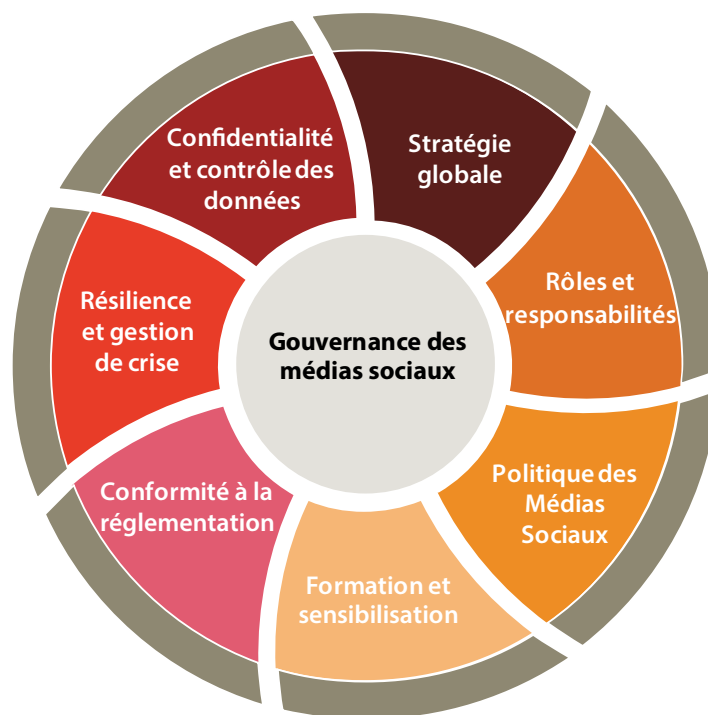 Confidentialité
et contrôle des
données
Stratégie
globale
Rôles et
responsabilités
Politique des
Médias
Sociaux
Formation et
sensibilisation
Conformité à la
réglementation
Résilience
et gestion
de crise
Gouvernance des
médias sociaux